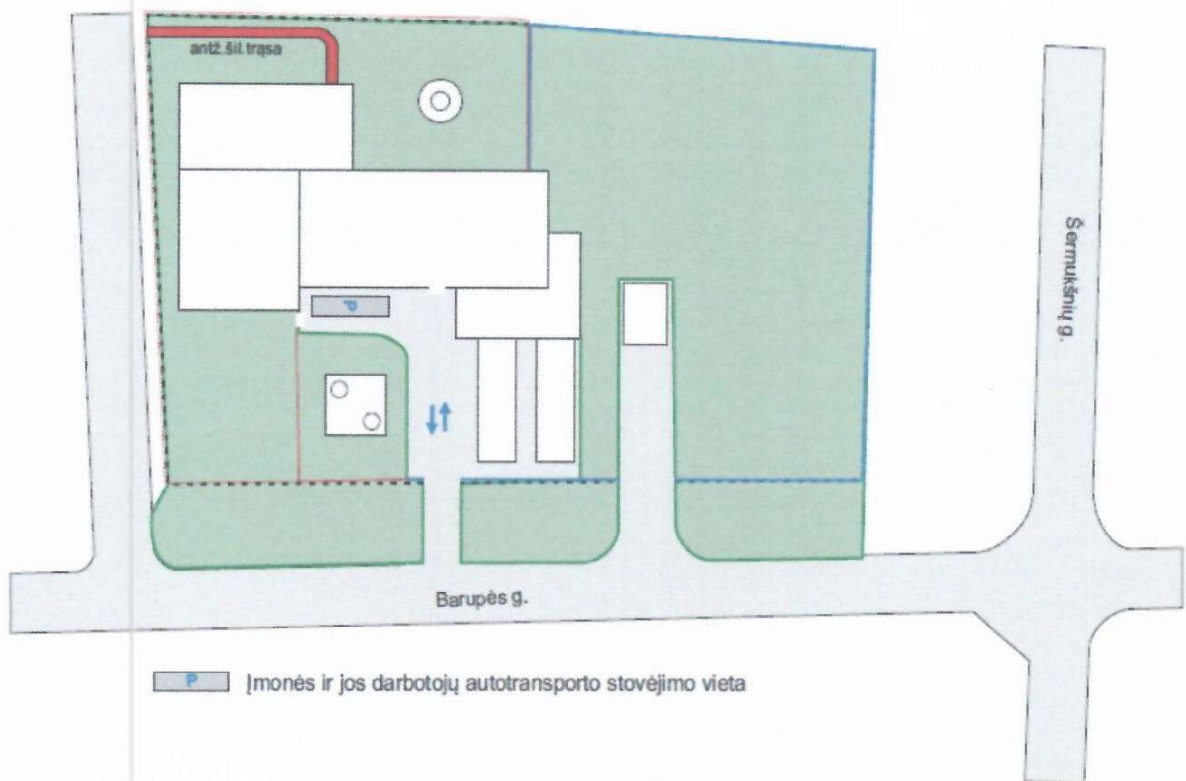 antž. šil. trąsa
P
Šermukšnių g.
Barupės g.
P Įmonės ir jos darbotojų autotransporto stovėjimo vieta